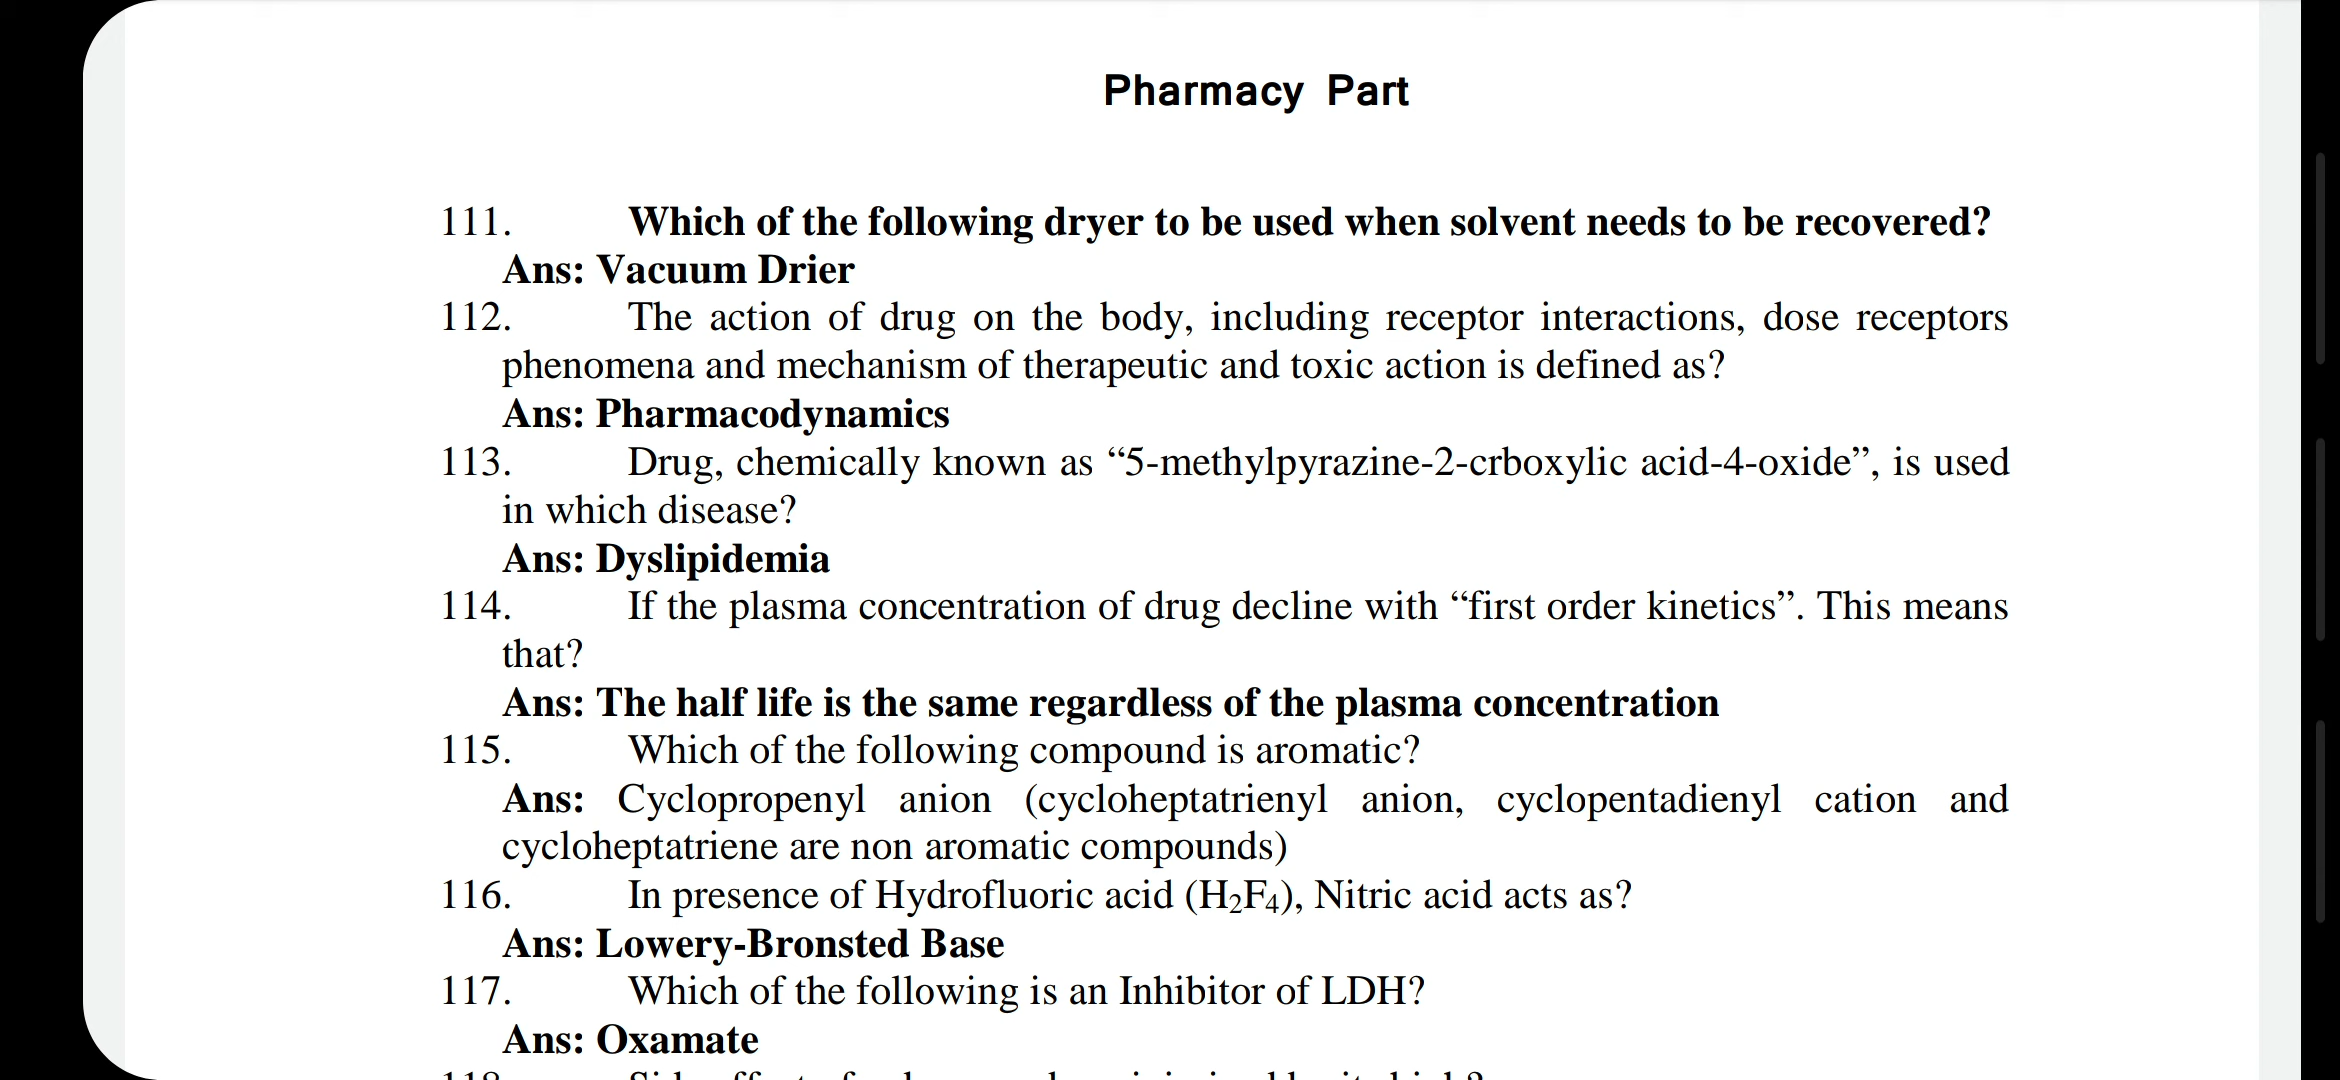 Pharmacy Part
111. Which of the following dryer to be used when solvent needs to be recovered?
Ans: Vacuum Drier
112. The action of drug on the body, including receptor interactions, dose receptors
phenomena and mechanism of therapeutic and toxic action is defined as?
Ans: Pharmacodynamics
113. Drug, chemically known as “5-methylpyrazine-2-crboxylic acid-4-oxide”, is used
in which disease?
Ans: Dyslipidemia
114. If the plasma concentration of drug decline with “first order kinetics”. This means
that?
Ans: The half life is the same regardless of the plasma concentration
115. Which of the following compound is aromatic?
Ans: Cyclopropenyl anion (cycloheptatrienyl anion, cyclopentadienyl cation and
cycloheptatriene are non aromatic compounds)
116. In presence of Hydrofluoric acid (H₂F₄), Nitric acid acts as?
Ans: Lowery-Bronsted Base
117. Which of the following is an Inhibitor of LDH?
Ans: Oxamate